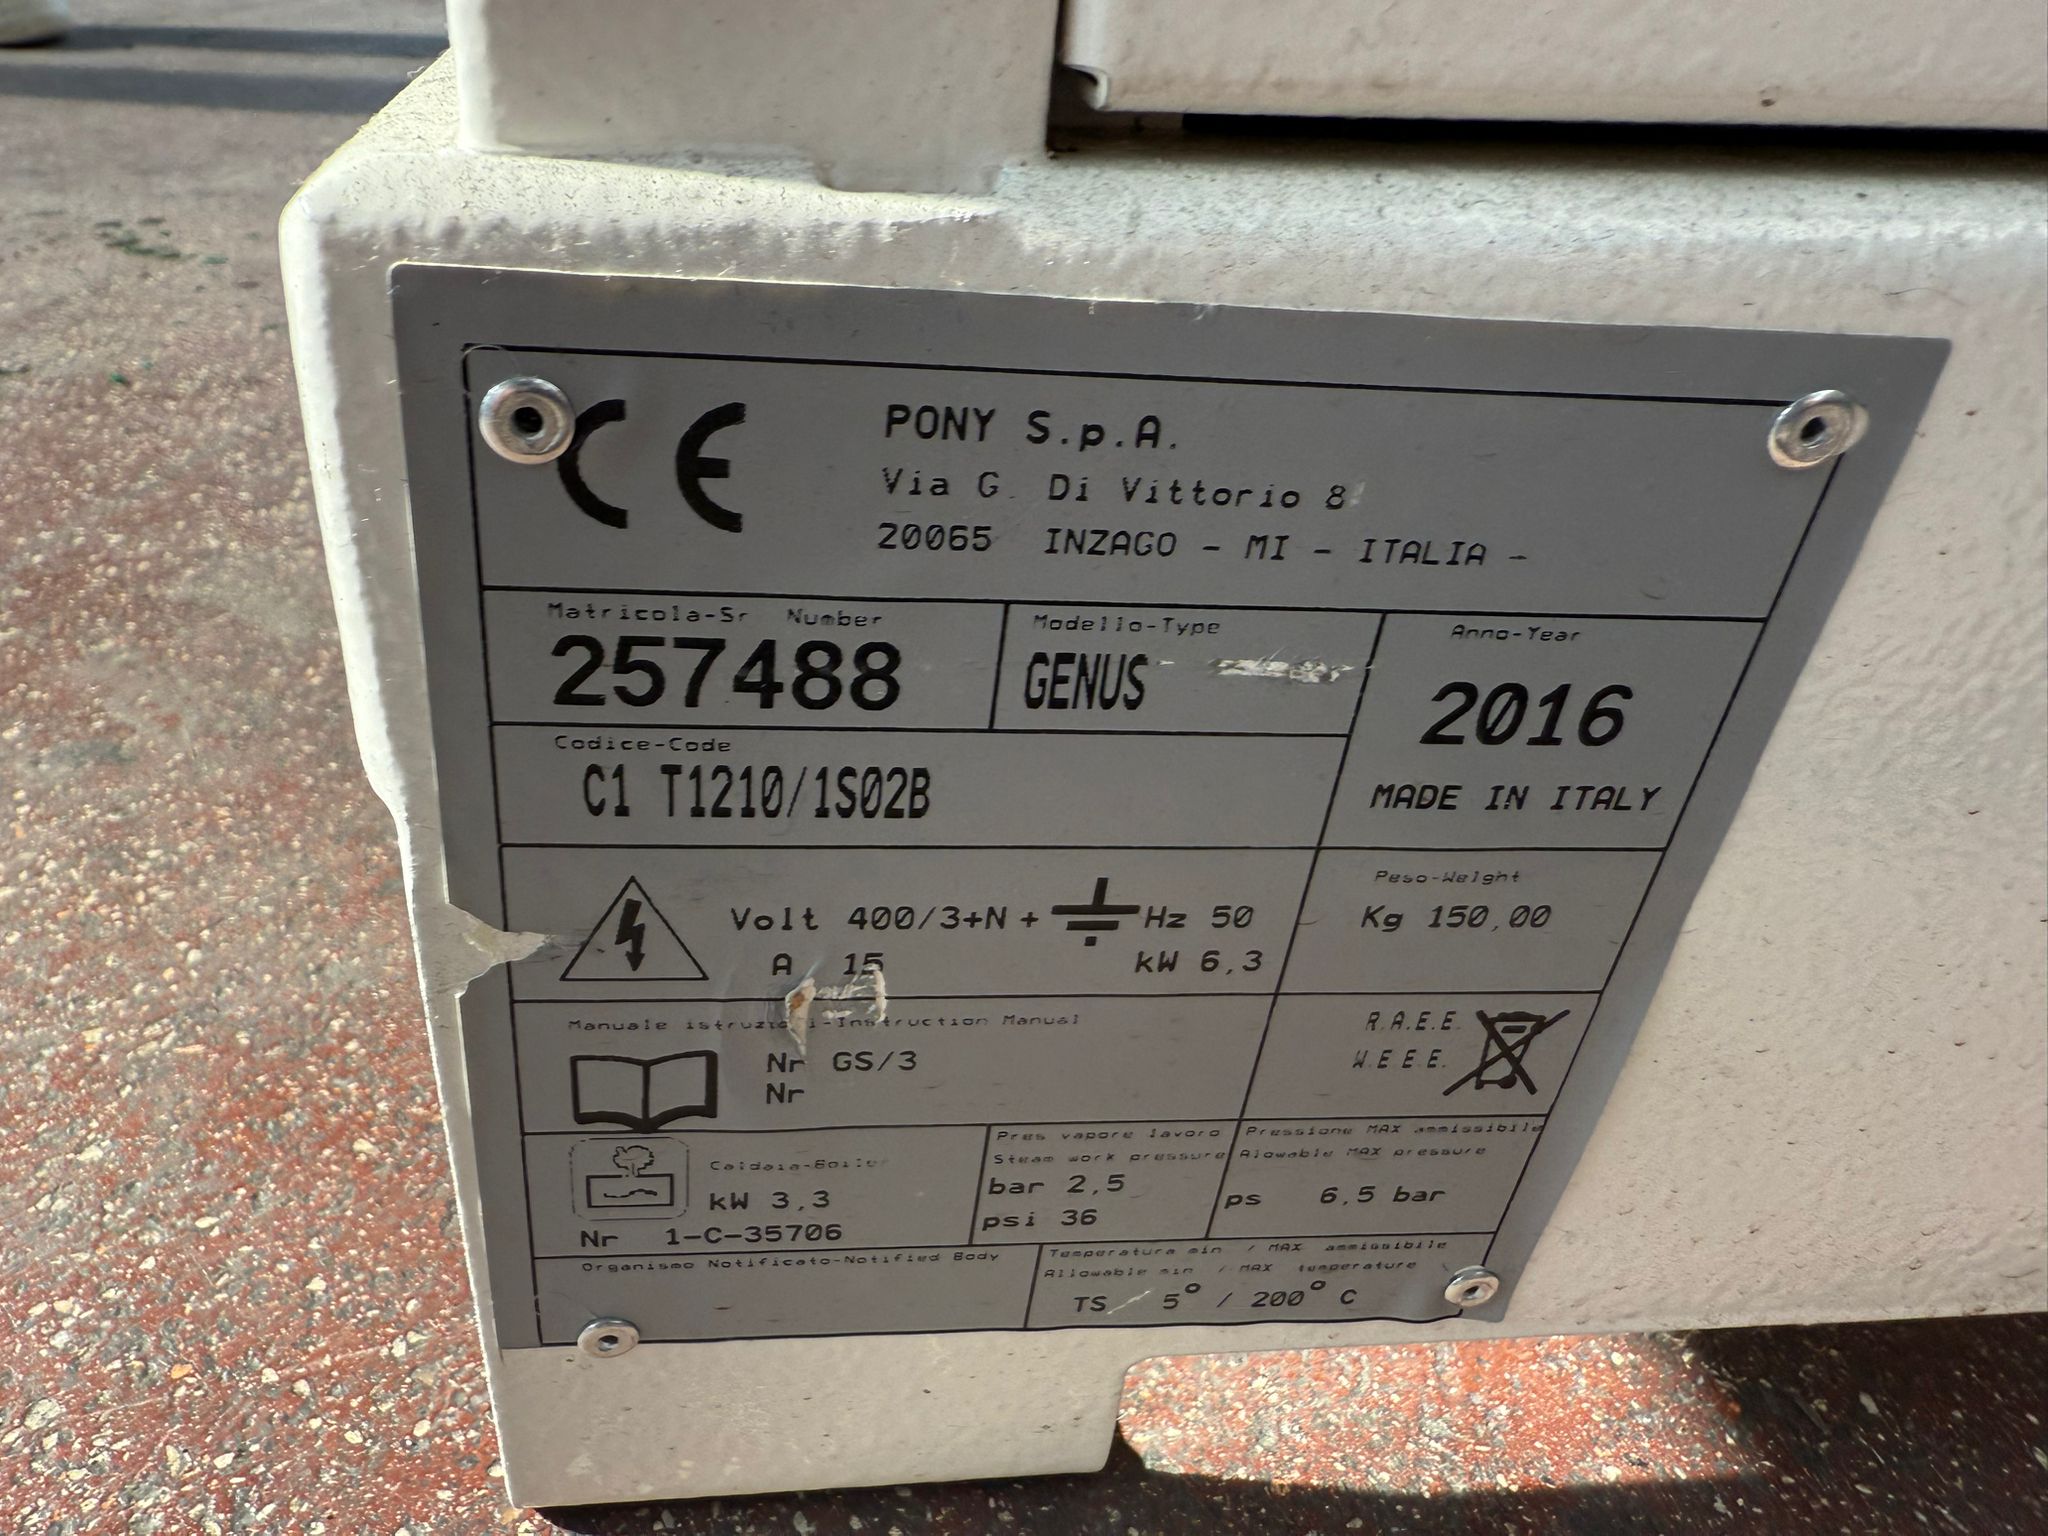 CE
PONY S.p.A.
Via G. Di Vittorio 8
20065 INZAGO - MI - ITALIA -
Matricola-Sr Number
257488
Modello-Type
GENUS
Anno-Year
2016
MADE IN ITALY
Codice-Code
C1 T1210/1S02B
Volt 400/3+N + Hz 50
A 15 kW 6,3
Peso-Weight
Kg 150,00
Manuale istruzioni-Instruction Manual
Nr GS/3
Nr
R.A.E.E.
W.E.E.E.
Caldaia-Boiler
kW 3,3
Nr 1-C-35706
Pres vapore lavoro
Steam work pressure
bar 2,5
psi 36
Pressione MAX ammissibile
Alowable MAX pressure
ps 6,5 bar
Organismo Notificato-Notified Body
Temperatura min / MAX ammissibile
Allowable min / MAX temperature
TS 5° / 200° C